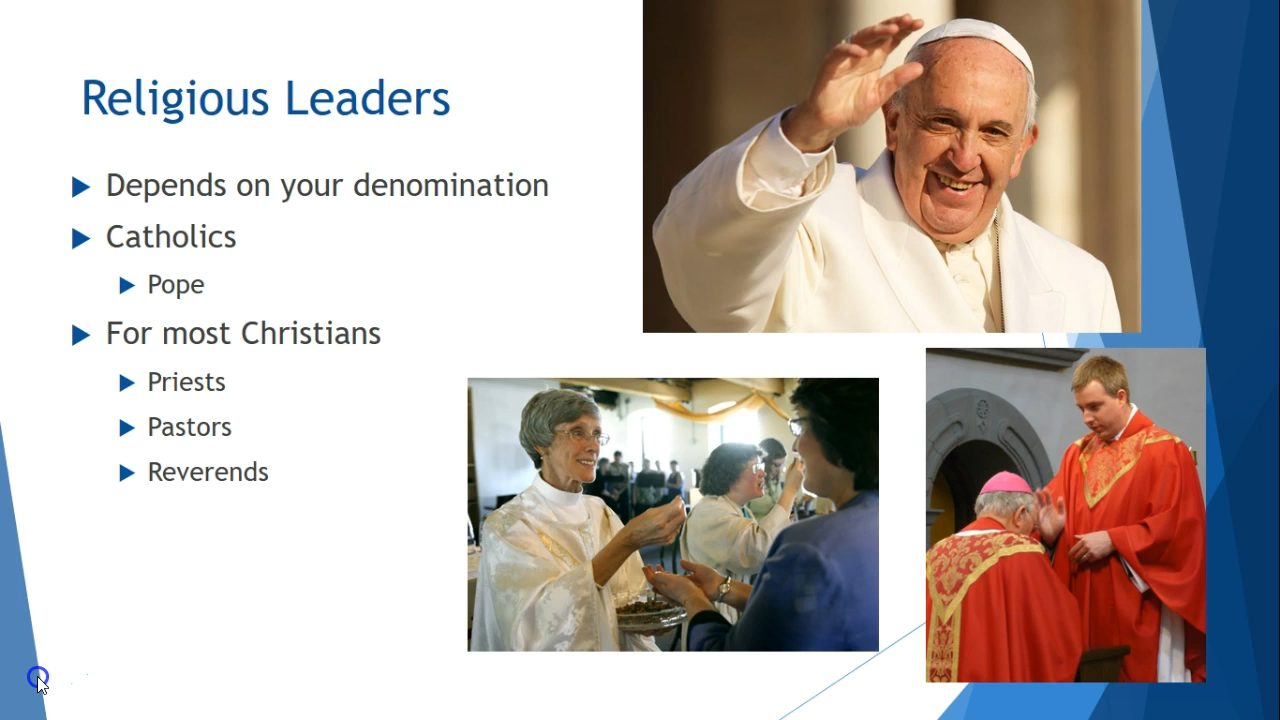 Religious Leaders
Depends on your denomination
Catholics
Pope
For most Christians
Priests
Pastors
Reverends